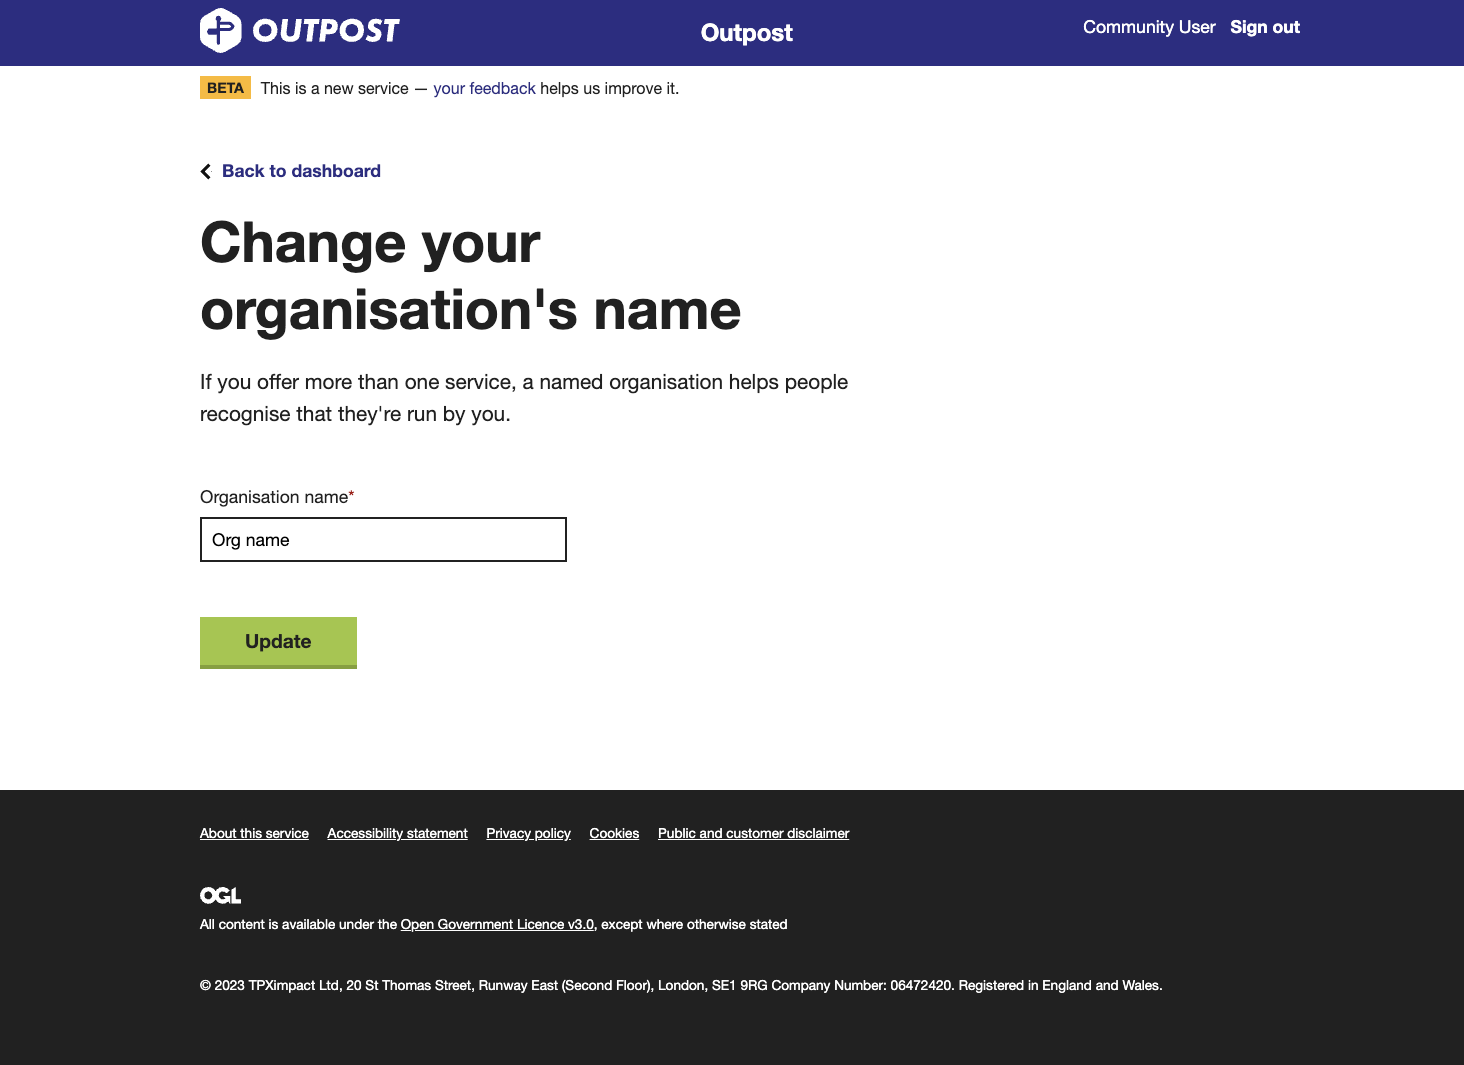 OUTPOST
Outpost
Community User Sign out
BETA This is a new service — your feedback helps us improve it.
Back to dashboard
Change your
organisation's name
If you offer more than one service, a named organisation helps people
recognise that they're run by you.
Organisation name*
Org name
Update
About this service Accessibility statement Privacy policy Cookies Public and customer disclaimer
OGL
All content is available under the Open Government Licence v3.0, except where otherwise stated
© 2023 TPXimpact Ltd, 20 St Thomas Street, Runway East (Second Floor), London, SE1 9RG Company Number: 06472420. Registered in England and Wales.